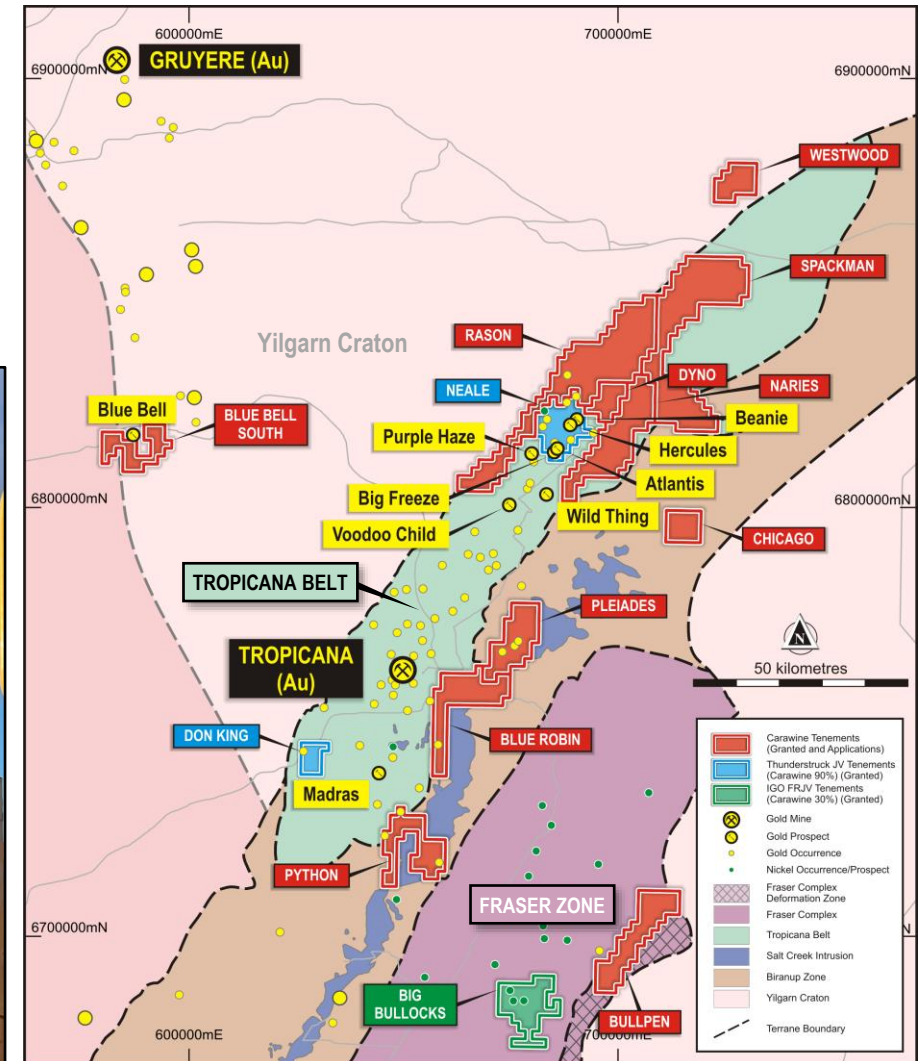 600000mE
700000mE
GRUYERE (Au)
6900000mN
6900000mN
WESTWOOD
SPACKMAN
Yilgarn Craton
RASON
NEALE
DYNO
NARIES
Blue Bell
BLUE BELL
SOUTH
Beanie
Purple Haze
Hercules
Big Freeze
Atlantis
6800000mN
6800000mN
Voodoo Child
Wild Thing
CHICAGO
TROPICANA BELT
PLEIADES
N
TROPICANA
(Au)
50 kilometres
DON KING
BLUE ROBIN
Madras
PYTHON
FRASER ZONE
6700000mN
BIG
BULLOCKS
BULLPEN
600000mE
700000mE
Carawine Tenements
(Granted and Applications)
Thunderstruck JV Tenements
(Carawine 90%) (Granted)
IGO FRJV Tenements
(Carawine 30%) (Granted)
Gold Mine
Gold Prospect
Gold Occurrence
Nickel Occurrence/Prospect
Fraser Complex
Deformation Zone
Fraser Complex
Tropicana Belt
Salt Creek Intrusion
Biranup Zone
Yilgarn Craton
Terrane Boundary